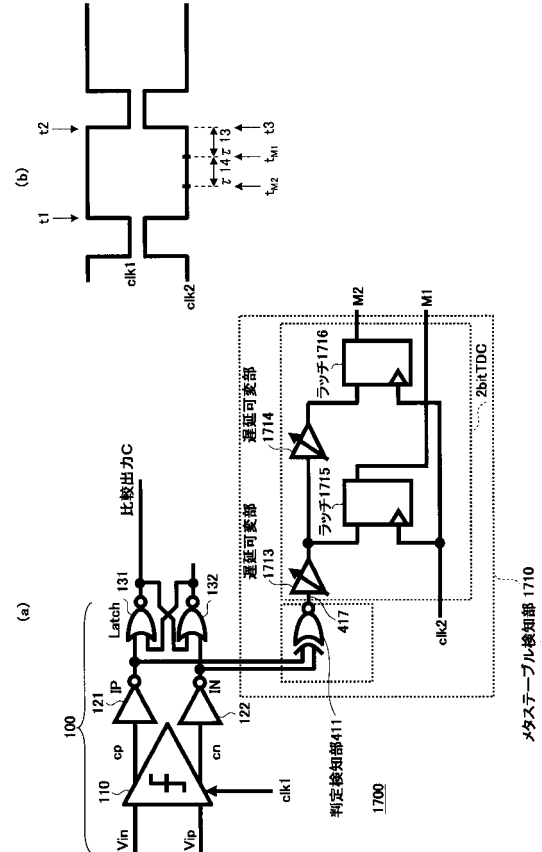 (a)
100
Vin
Vip
110
cp
cn
clk1
121
IP
IN
122
Latch
131
132
比較出力C
判定検知部411
417
遅延可変部
1713
遅延可変部
1714
ラッチ1715
ラッチ1716
M2
M1
clk2
2bitTDC
メタステーブル検知部 1710
1700
(b)
t1
t2
clk1
clk2
τ14
τ13
tM2
tM1
t3